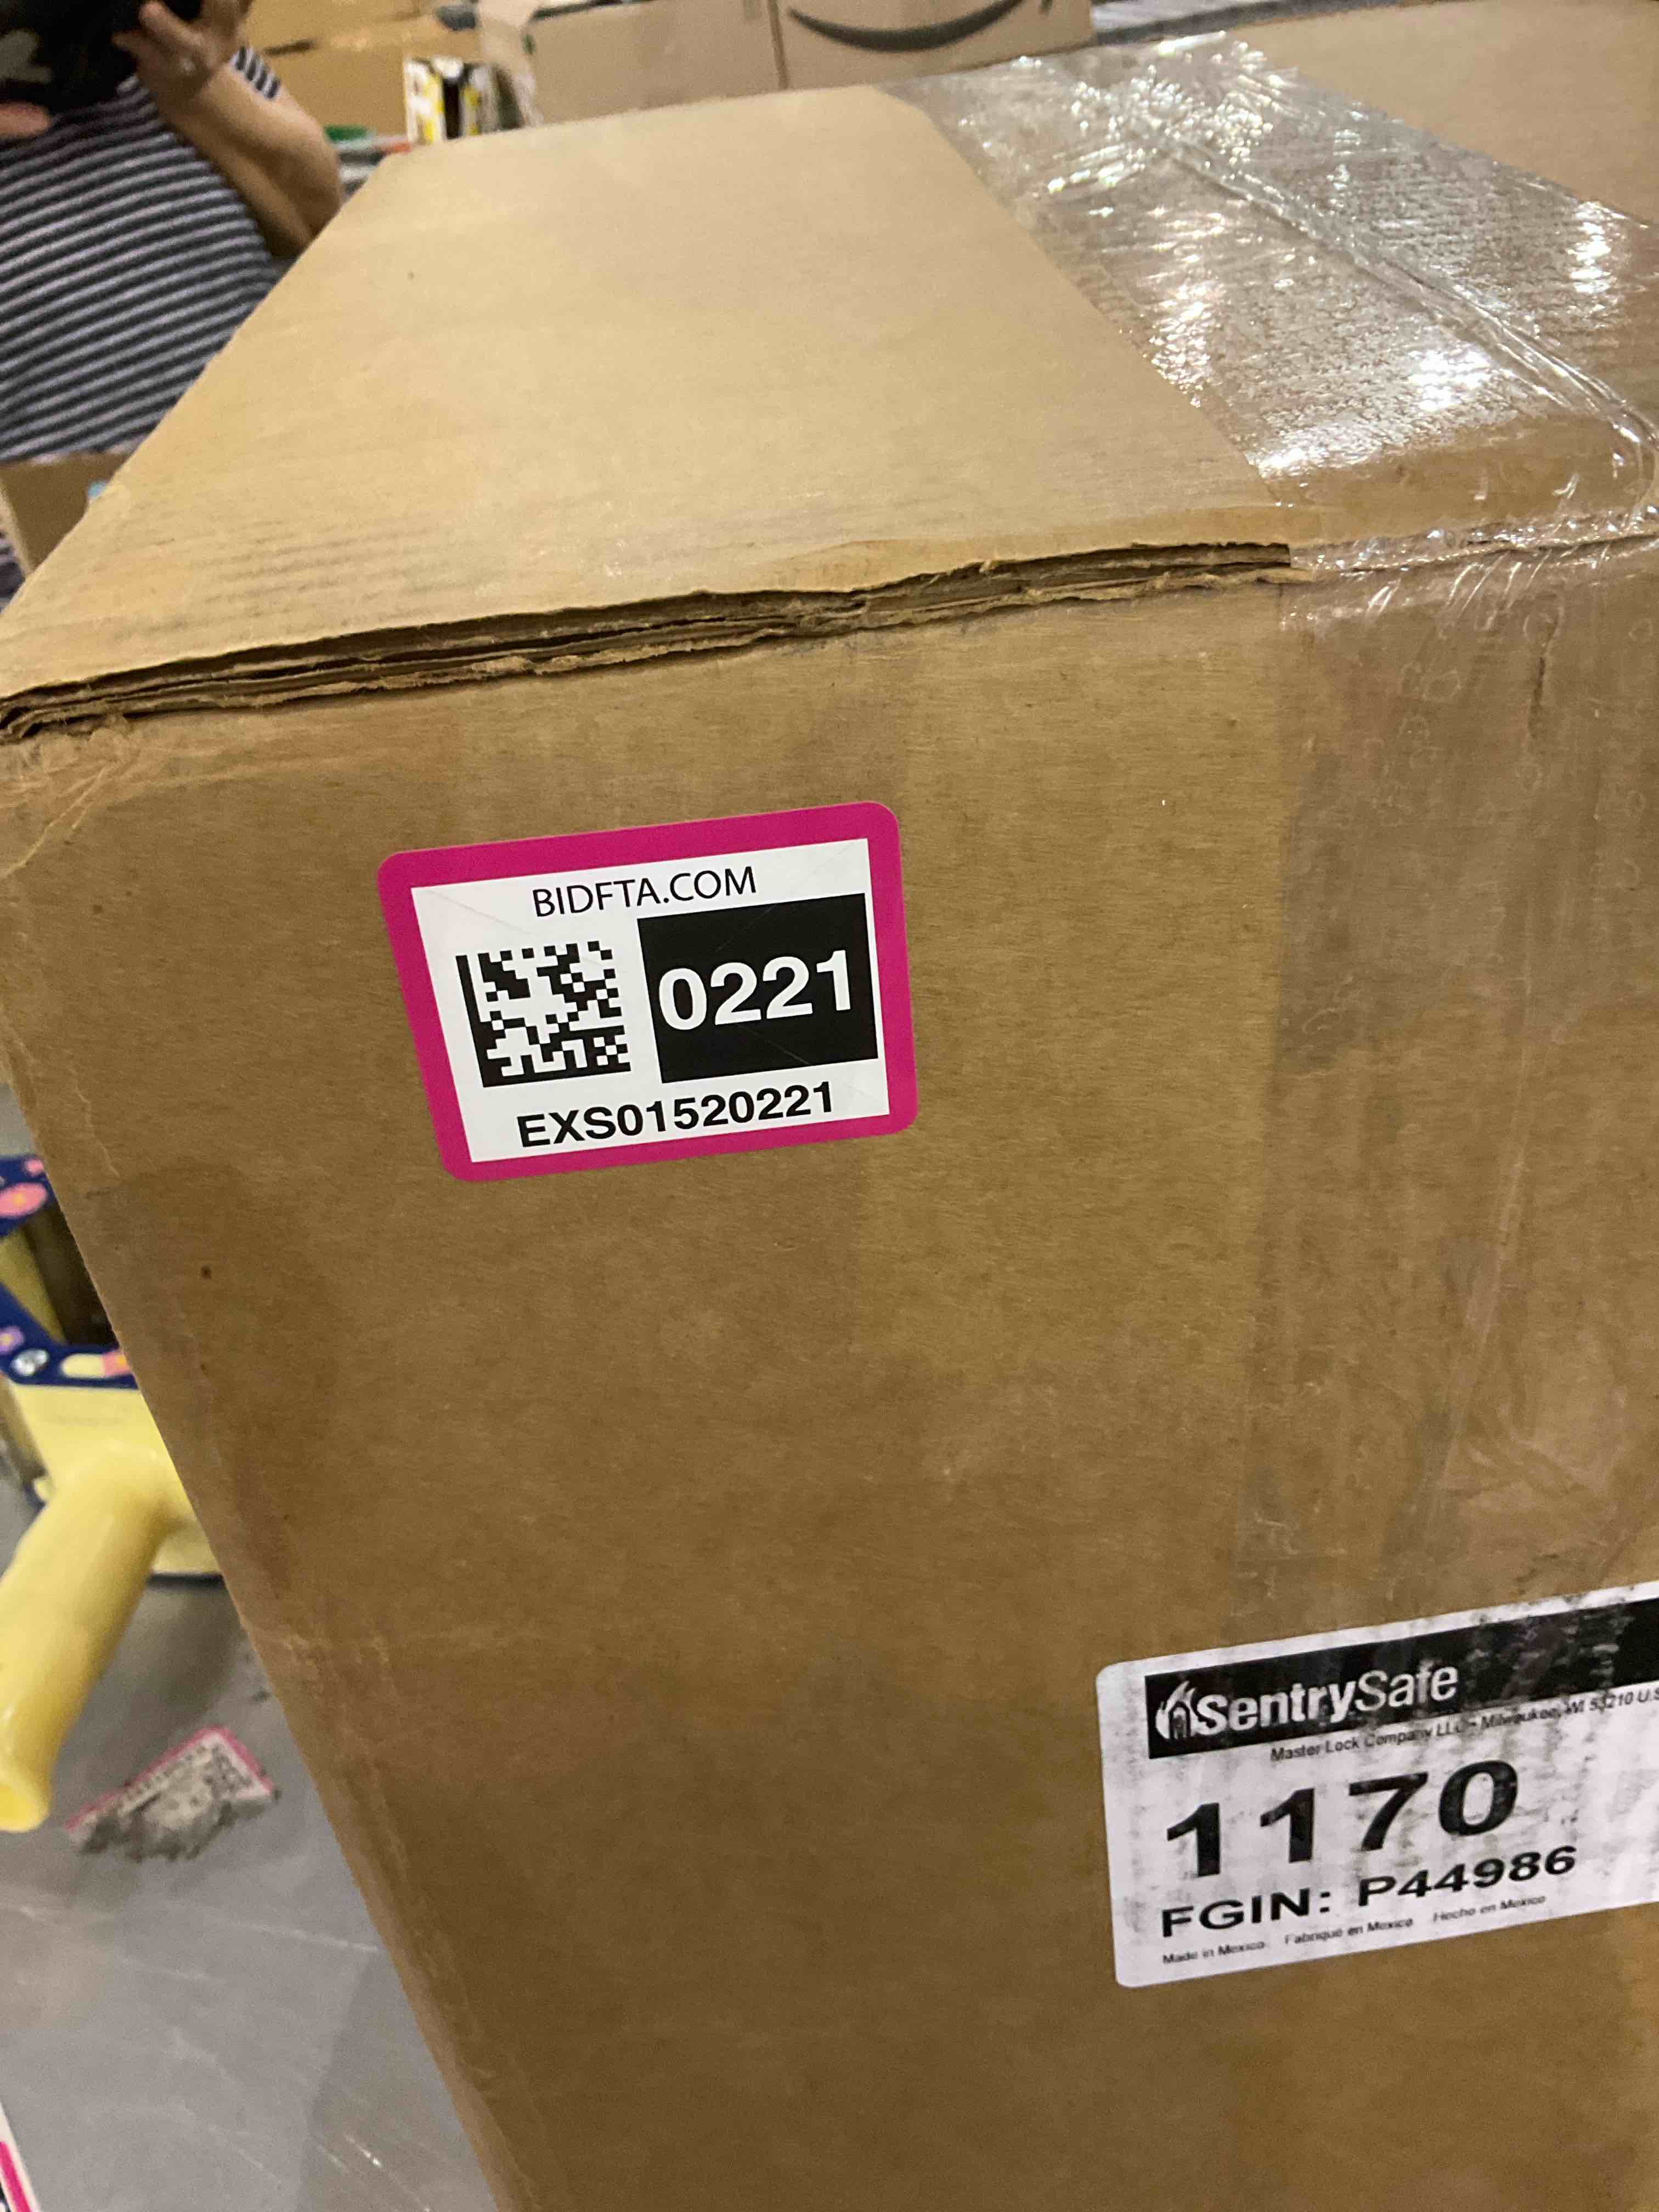 BIDFTA.COM
0221
EXS01520221
SentrySafe
Master Lock Company LLC - Milwaukee, WI 53210 U.S
1170
FGIN: P44986
Made in Mexico Fabriqué en Mexico Hecho en Mexico